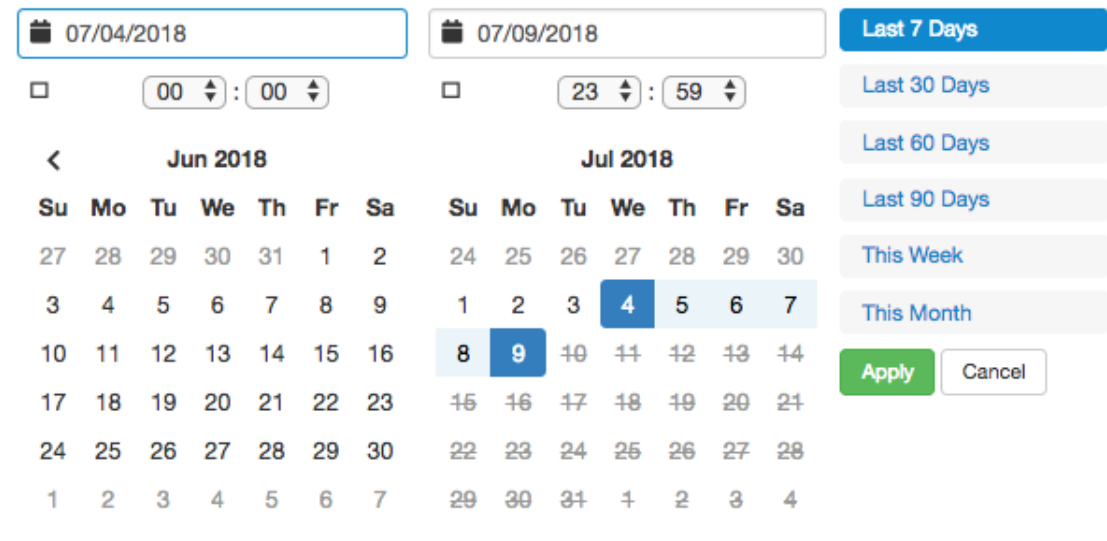 07/04/2018
00 : 00
Jun 2018
Su Mo Tu We Th Fr Sa
27 28 29 30 31 1 2
3 4 5 6 7 8 9
10 11 12 13 14 15 16
17 18 19 20 21 22 23
24 25 26 27 28 29 30
1 2 3 4 5 6 7
07/09/2018
23 : 59
Jul 2018
Su Mo Tu We Th Fr Sa
24 25 26 27 28 29 30
1 2 3 4 5 6 7
8 9 10 11 12 13 14
15 16 17 18 19 20 21
22 23 24 25 26 27 28
29 30 31 1 2 3 4
Last 7 Days
Last 30 Days
Last 60 Days
Last 90 Days
This Week
This Month
Apply Cancel